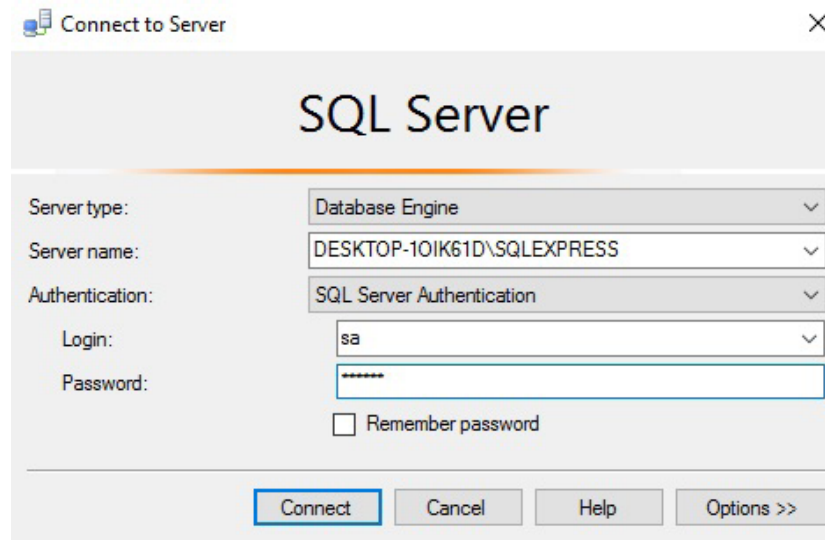 Connect to Server
SQL Server
Server type: Database Engine
Server name: DESKTOP-1OIK61D\SQLEXPRESS
Authentication: SQL Server Authentication
Login: sa
Password: ******
Remember password
Connect Cancel Help Options >>